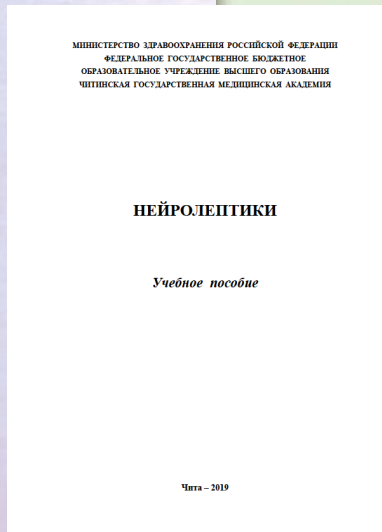 МИНИСТЕРСТВО ЗДРАВООХРАНЕНИЯ РОССИЙСКОЙ ФЕДЕРАЦИИ
ФЕДЕРАЛЬНОЕ ГОСУДАРСТВЕННОЕ БЮДЖЕТНОЕ
ОБРАЗОВАТЕЛЬНОЕ УЧРЕЖДЕНИЕ ВЫСШЕГО ОБРАЗОВАНИЯ
ЧИТИНСКАЯ ГОСУДАРСТВЕННАЯ МЕДИЦИНСКАЯ АКАДЕМИЯ
НЕЙРОЛЕПТИКИ
Учебное пособие
Чита – 2019